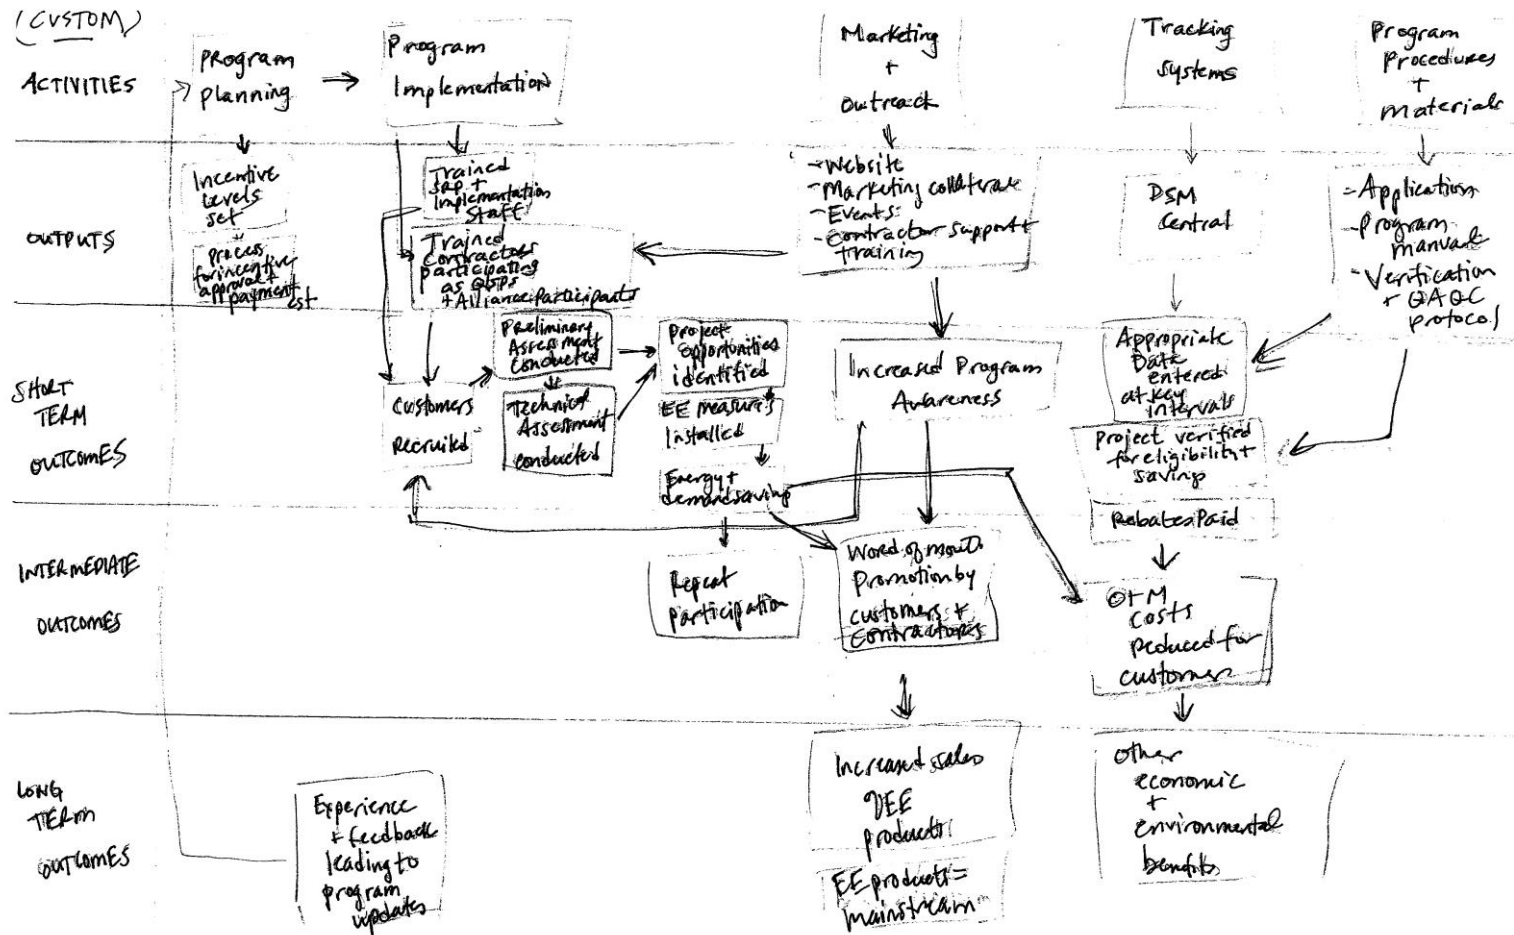 (CUSTOM)
ACTIVITIES
Program
Planning
Program
Implementation
Marketing
+
Outreach
Tracking
Systems
Program
Procedures
+
Materials
OUTPUTS
Incentive
Levels
Set
Process
for incentive
approval +
payment
est
Trained
SRP +
Implementation
Staff
Trained
Contractors
participating
as QSPs
+ Alliance Participants
- Website
- Marketing collateral
- Events
- Contractor support +
Training
DSM
Central
- Application
- Program
manual
- Verification
+ QAQC
protocol
SHORT
TERM
OUTCOMES
Customers
Recruited
Preliminary
Assessment
Conducted
Technical
Assessment
conducted
Project
Opportunities
identified
EE measures
Installed
Energy +
demand saving
Increased Program
Awareness
Appropriate
Data
entered
at key
intervals
Project verified
for eligibility +
savings
Rebates Paid
INTERMEDIATE
OUTCOMES
Repeat
Participation
Word of mouth
Promotion by
customers +
contractors
O+M
Costs
Reduced for
customer
LONG
TERM
OUTCOMES
Experience
+ feedback
leading to
program
updates
Increased sales
EE
products
EE products =
mainstream
Other
economic
+
environmental
benefits